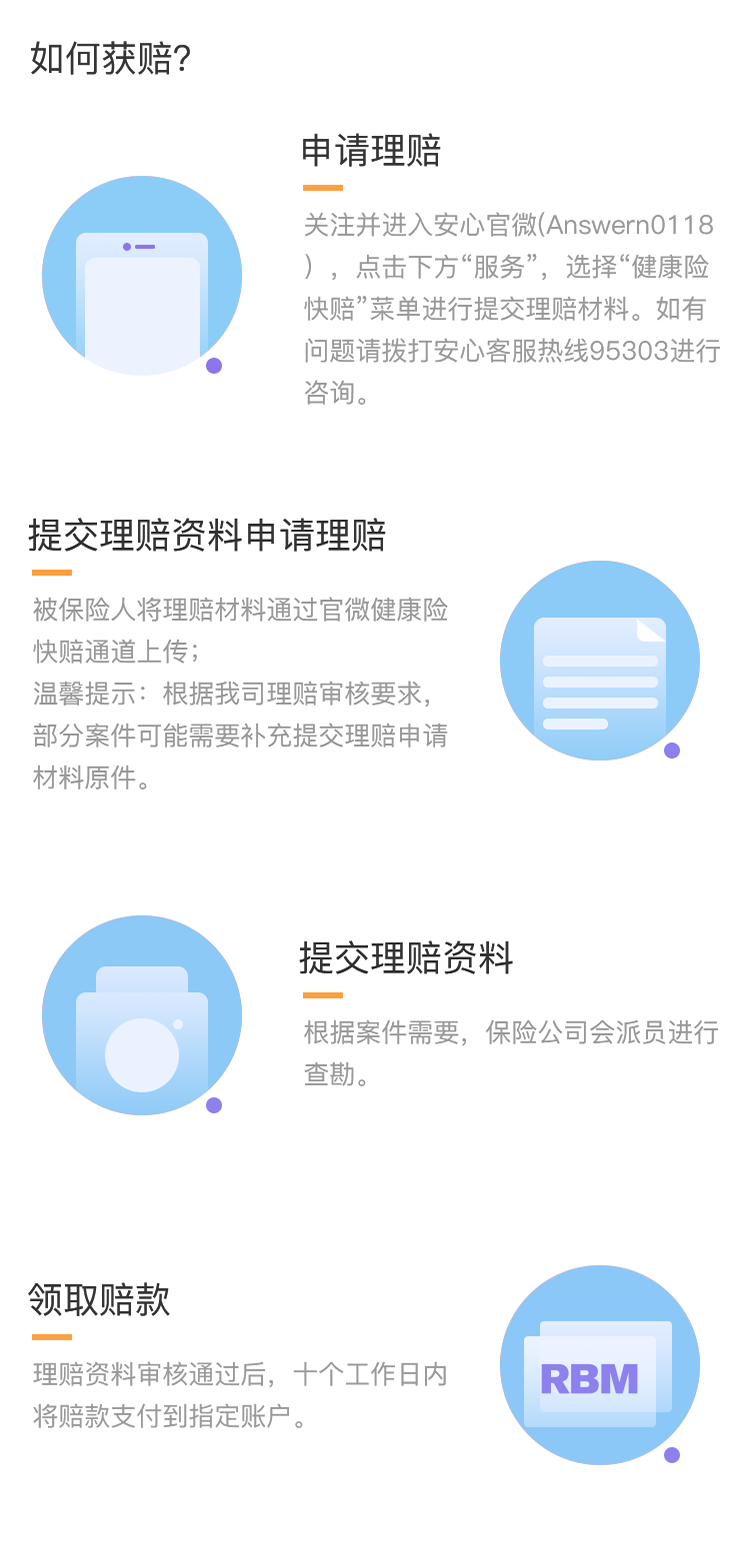 如何获赔?
申请理赔
关注并进入安心官微(Answern0118
），点击下方“服务”，选择“健康险
快赔”菜单进行提交理赔材料。如有
问题请拨打安心客服热线95303进行
咨询。
提交理赔资料申请理赔
被保险人将理赔材料通过官微健康险
快赔通道上传；
温馨提示：根据我司理赔审核要求，
部分案件可能需要补充提交理赔申请
材料原件。
提交理赔资料
根据案件需要，保险公司会派员进行
查勘。
领取赔款
理赔资料审核通过后，十个工作日内
将赔款支付到指定账户。
RBM